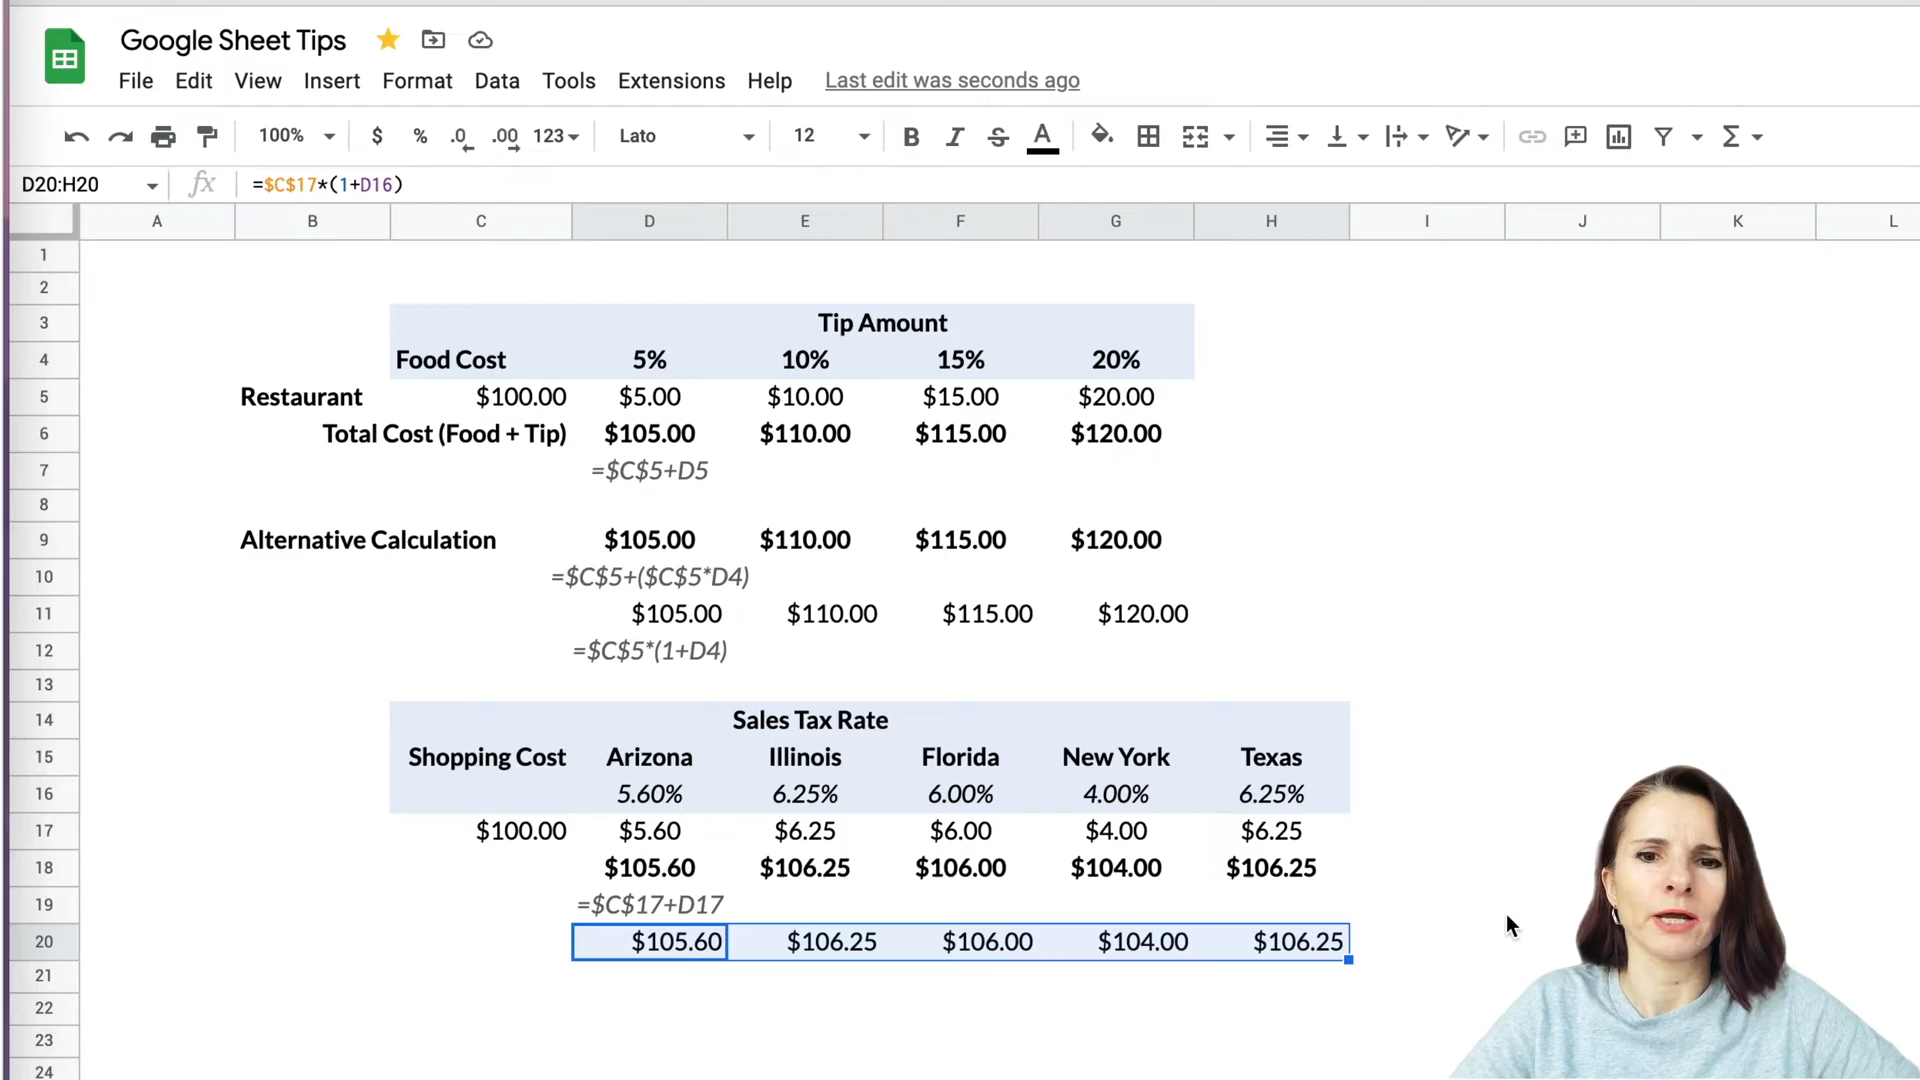 Google Sheet Tips
File Edit View Insert Format Data Tools Extensions Help Last edit was seconds ago
100% $ % .0 .00 123 Lato 12 B I S A
D20:H20 fx =$C$17*(1+D16)
A B C D E F G H I J K L
1
2
3 Tip Amount
4 Food Cost 5% 10% 15% 20%
5 Restaurant $100.00 $5.00 $10.00 $15.00 $20.00
6 Total Cost (Food + Tip) $105.00 $110.00 $115.00 $120.00
7 =$C$5+D5
8
9 Alternative Calculation $105.00 $110.00 $115.00 $120.00
10 =$C$5+($C$5*D4)
11 $105.00 $110.00 $115.00 $120.00
12 =$C$5*(1+D4)
13
14 Sales Tax Rate
15 Shopping Cost Arizona Illinois Florida New York Texas
16 5.60% 6.25% 6.00% 4.00% 6.25%
17 $100.00 $5.60 $6.25 $6.00 $4.00 $6.25
18 $105.60 $106.25 $106.00 $104.00 $106.25
19 =$C$17+D17
20 $105.60 $106.25 $106.00 $104.00 $106.25
21
22
23
24